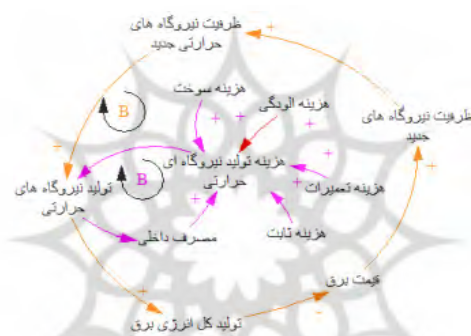 ظرفیت نیروگاه های
حرارتی جدید
هزینه سوخت
هزینه الودگی
B
ظرفیت نیروگاه های
جدید
هزینه تولید نیروگاه ای
حرارتی
B
تولید نیروگاه های
حرارتی
هزینه تعمیرات
مصرف داخلی
هزینه ثابت
قیمت برق
تولید کل انرژی برق